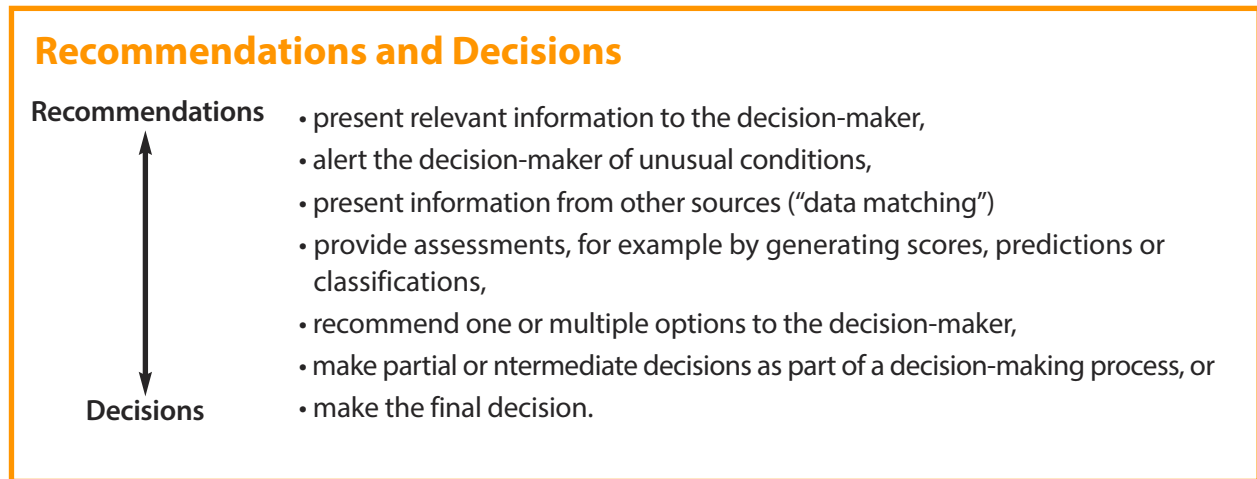 Recommendations and Decisions
Recommendations
• present relevant information to the decision-maker,
• alert the decision-maker of unusual conditions,
• present information from other sources (“data matching”)
• provide assessments, for example by generating scores, predictions or
classifications,
• recommend one or multiple options to the decision-maker,
• make partial or ntermediate decisions as part of a decision-making process, or
Decisions
• make the final decision.